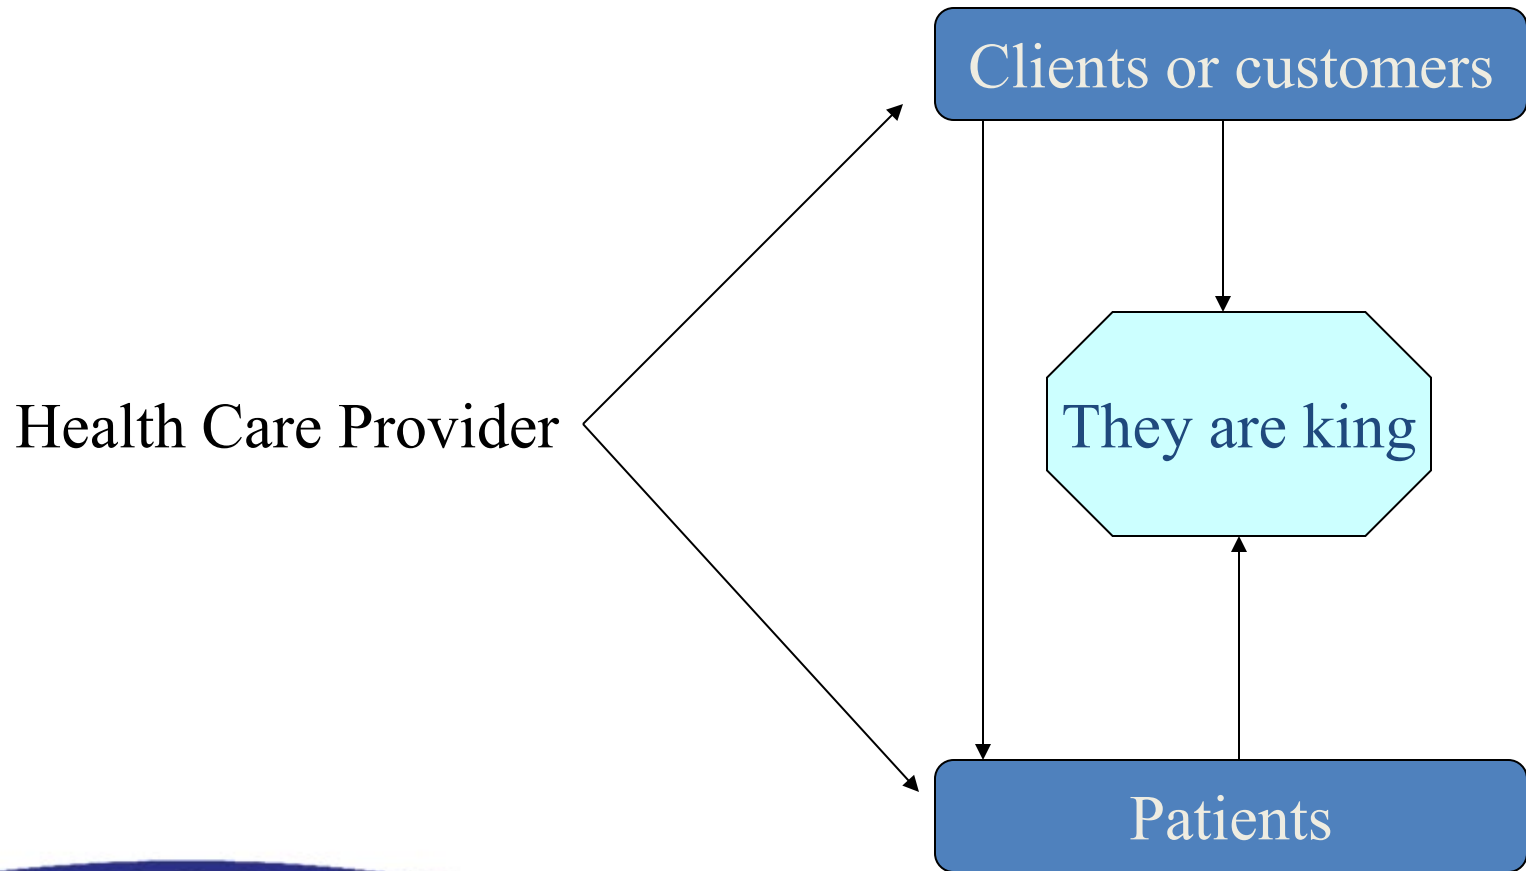 Clients or customers
Health Care Provider
They are king
Patients